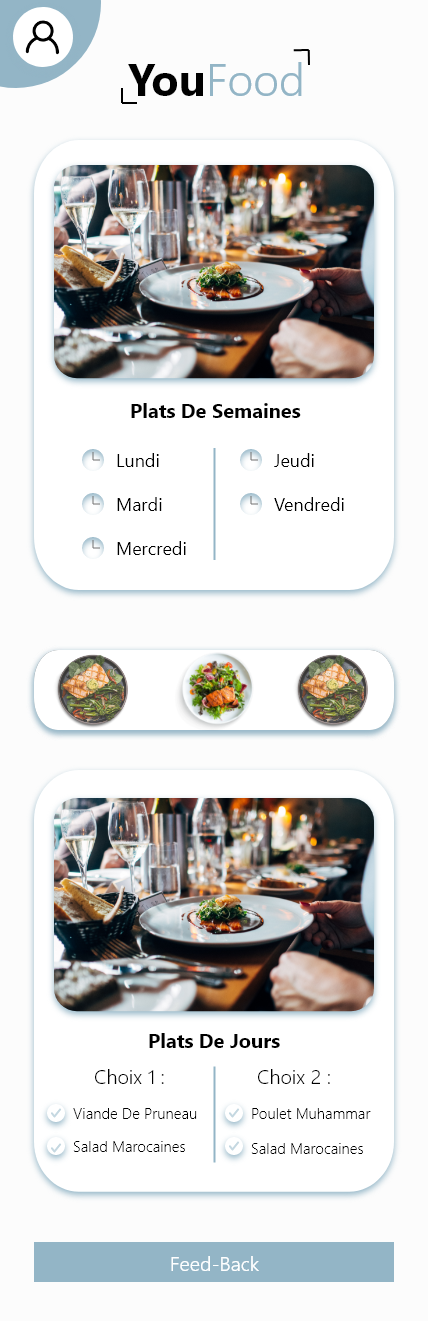 YouFood
Plats De Semaines
Lundi
Mardi
Mercredi
Jeudi
Vendredi
Plats De Jours
Choix 1 :
Viande De Pruneau
Salad Marocaines
Choix 2 :
Poulet Muhammar
Salad Marocaines
Feed-Back